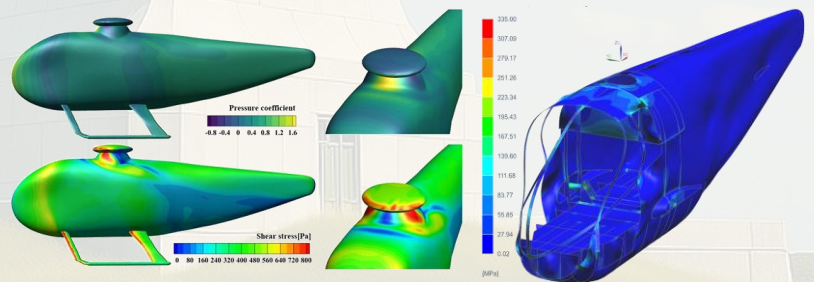 Pressure coefficient
-0.8 -0.4 0 0.4 0.8 1.2 1.6
Shear stress[Pa]
0 80 160 240 320 400 480 560 640 720 800
335.00
307.09
279.17
251.26
223.34
195.43
167.51
139.60
111.68
83.77
55.85
27.94
0.02
[MPa]